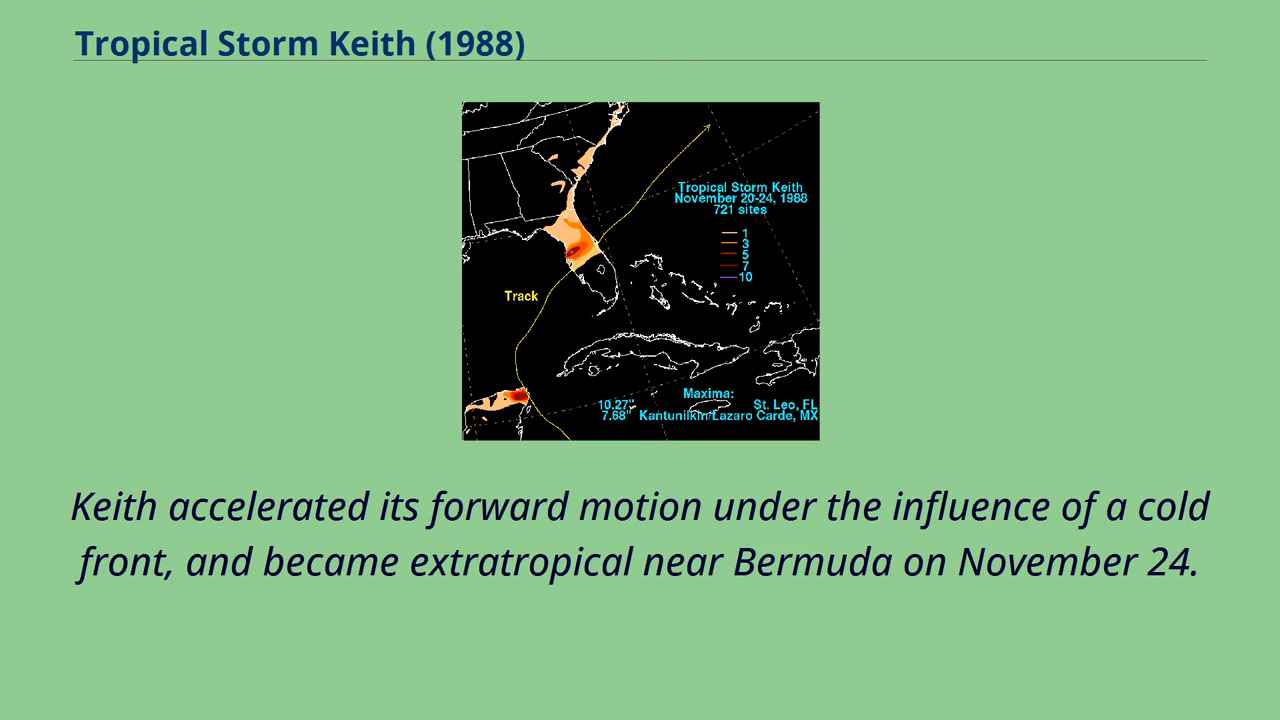 Tropical Storm Keith (1988)
Tropical Storm Keith
November 20-24, 1988
721 sites
1
3
5
7
10
Track
Maxima:
10.27" St. Leo, FL
7.68" Kantunilkin/Lazaro Carde, MX
Keith accelerated its forward motion under the influence of a cold
front, and became extratropical near Bermuda on November 24.